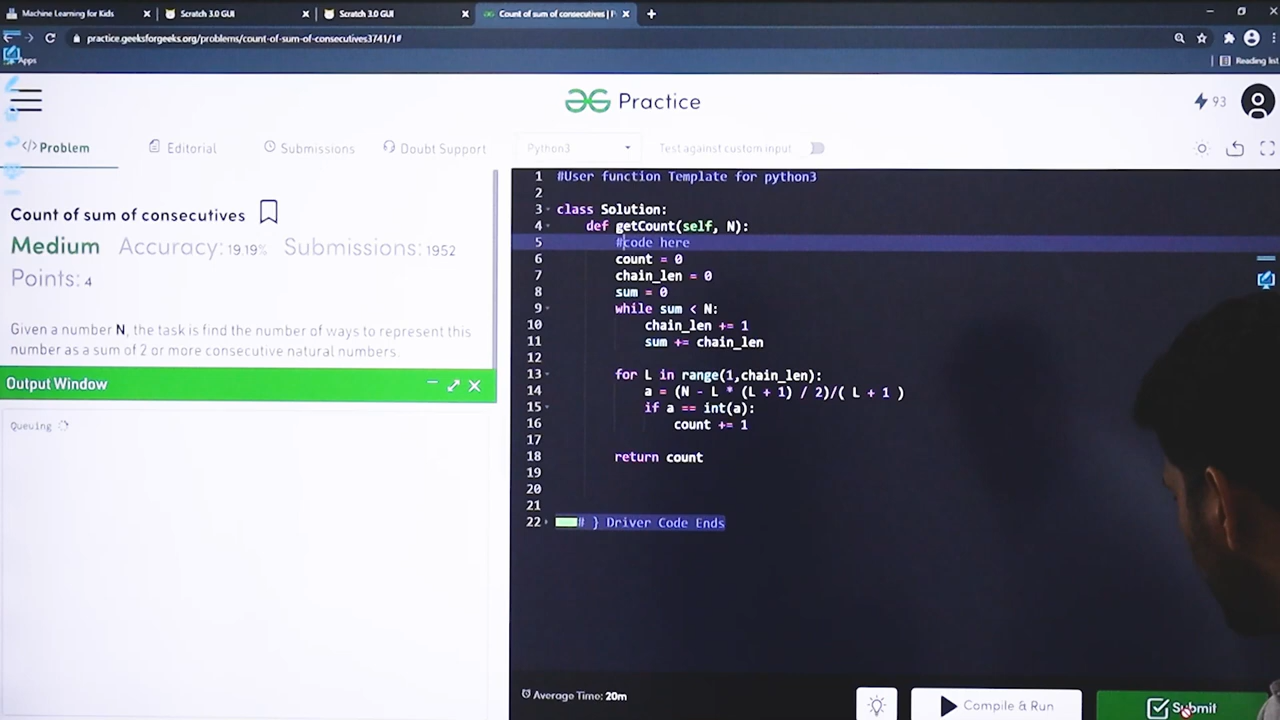 Machine Learning for Kids
Scratch 3.0 GUI
Scratch 3.0 GUI
Count of sum of consecutives | P
practice.geeksforgeeks.org/problems/count-of-sum-of-consecutives3741/1#
Apps
Reading list
Practice
93
</> Problem
Editorial
Submissions
Doubt Support
Python3
Test against custom input
Count of sum of consecutives
Medium Accuracy: 19.19% Submissions: 1952
Points: 4
Given a number N, the task is find the number of ways to represent this
number as a sum of 2 or more consecutive natural numbers.
Output Window
Queuing
1 #User function Template for python3
2
3 class Solution:
4 def getCount(self, N):
5 #code here
6 count = 0
7 chain_len = 0
8 sum = 0
9 while sum < N:
10 chain_len += 1
11 sum += chain_len
12
13 for L in range(1,chain_len):
14 a = (N - L * (L + 1) / 2)/( L + 1 )
15 if a == int(a):
16 count += 1
17
18 return count
19
20
21
22 # } Driver Code Ends
Average Time: 20m
Compile & Run
Submit